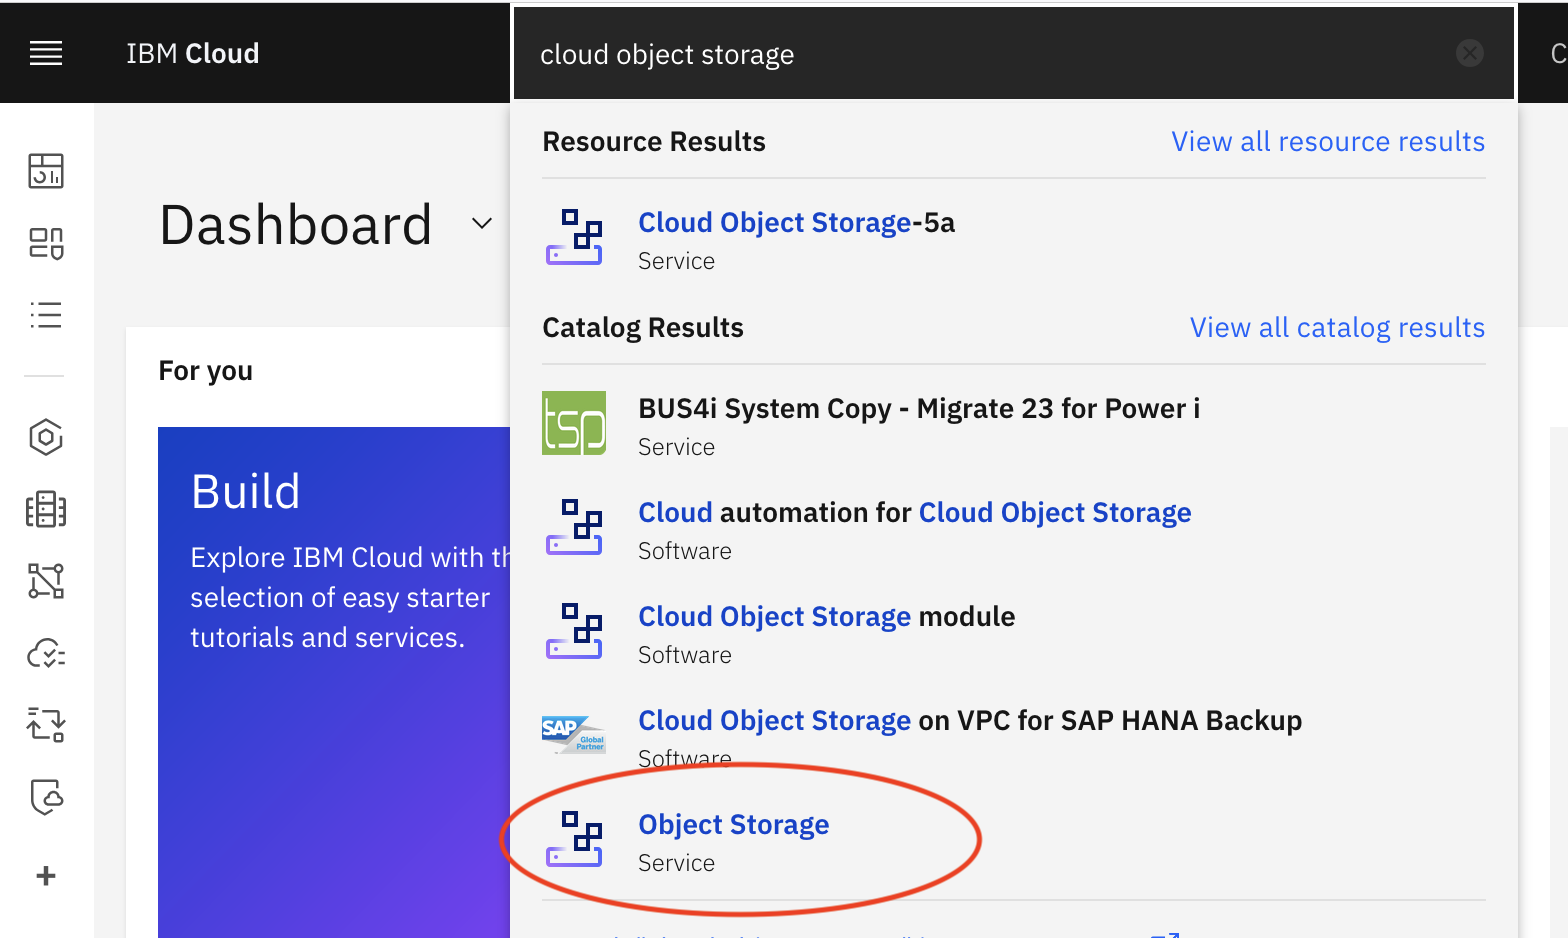 IBM Cloud
cloud object storage
C
Resource Results
View all resource results
Dashboard
Cloud Object Storage-5a
Service
Catalog Results
View all catalog results
For you
BUS4i System Copy - Migrate 23 for Power i
Service
Build
Explore IBM Cloud with
selection of easy starter
tutorials and services.
Cloud automation for Cloud Object Storage
Software
Cloud Object Storage module
Software
Cloud Object Storage on VPC for SAP HANA Backup
Software
Object Storage
Service
tsp
SAP
Global
Partner